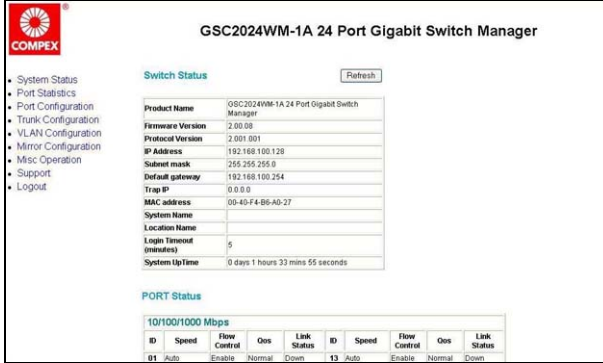 COMPEX
GSC2024WM-1A 24 Port Gigabit Switch Manager
System Status
Port Statistics
Port Configuration
Trunk Configuration
VLAN Configuration
Mirror Configuration
Misc Operation
Support
Logout
Switch Status Refresh
Product Name GSC2024WM-1A 24 Port Gigabit Switch
Manager
Firmware Version 2.00.08
Protocol Version 2.001.001
IP Address 192.168.100.128
Subnet mask 255.255.255.0
Default gateway 192.168.100.254
Trap IP 0.0.0.0
MAC address 00-40-F4-B6-A0-27
System Name
Location Name
Login Timeout
(minutes) 5
System UpTime 0 days 1 hours 33 mins 55 seconds
PORT Status
10/100/1000 Mbps
ID Speed Flow Control Qos Link Status ID Speed Flow Control Qos Link Status
01 Auto Enable Normal Down 13 Auto Enable Normal Down